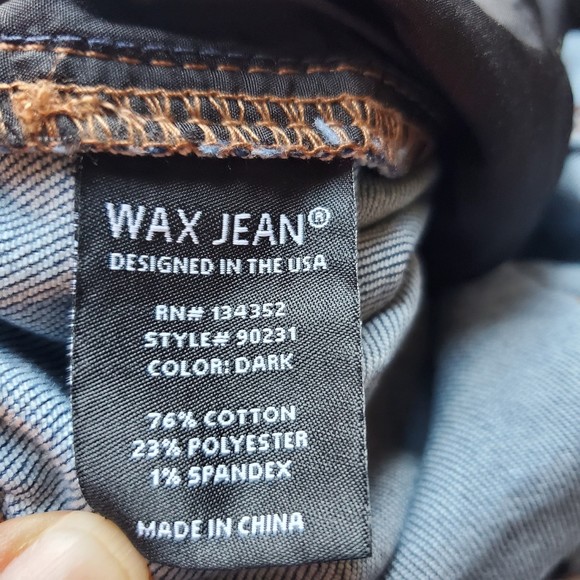 WAX JEAN®
DESIGNED IN THE USA
RN# 134352
STYLE# 90231
COLOR: DARK
76% COTTON
23% POLYESTER
1% SPANDEX
MADE IN CHINA